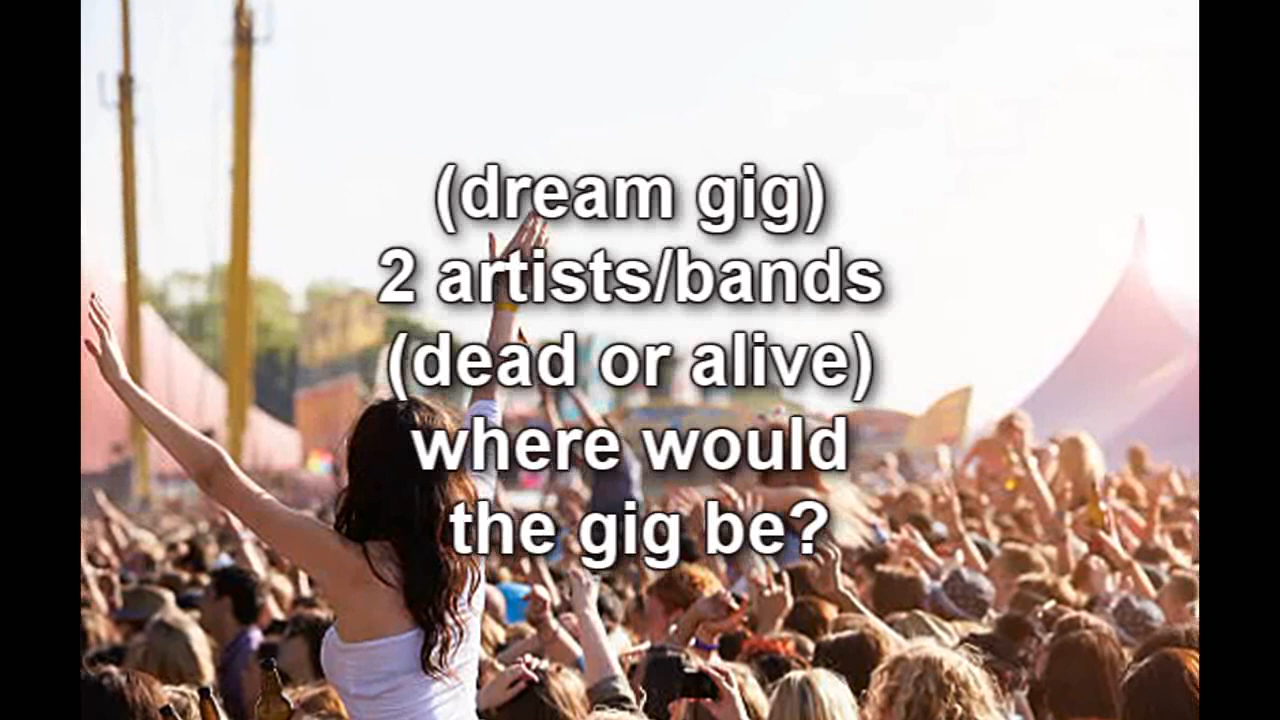 (dream gig)
2 artists/bands
(dead or alive)
where would
the gig be?